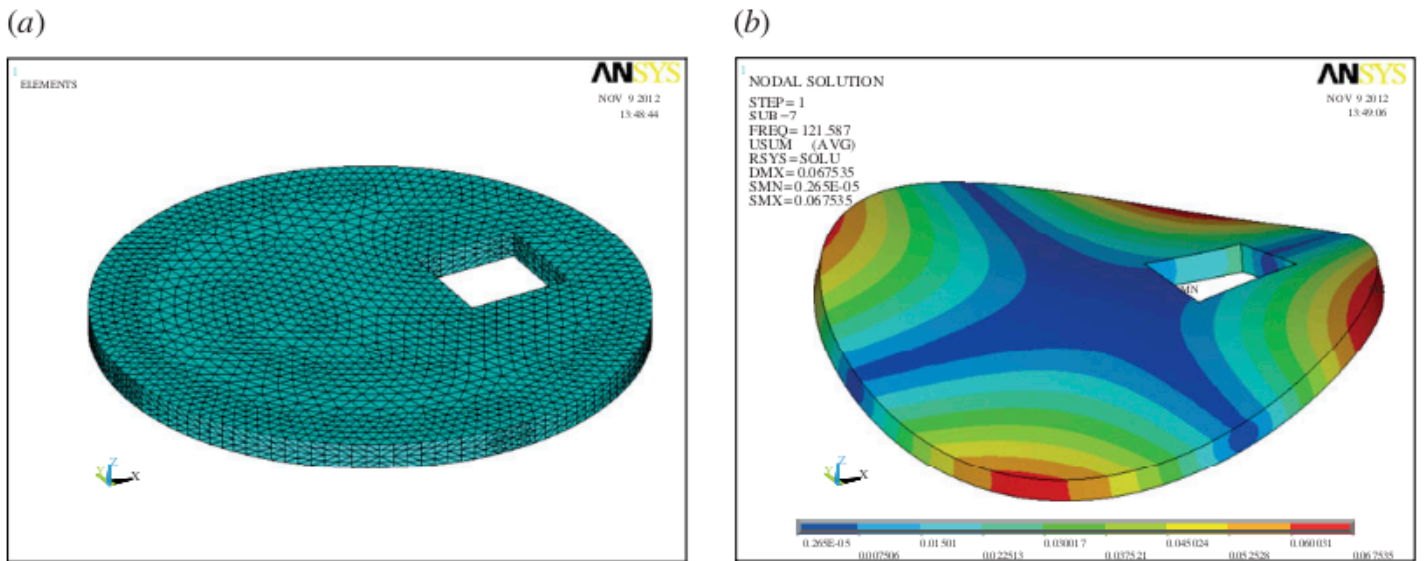 (a)
1
ELEMENTS
ANSYS
NOV 9 2012
13:48:44
Z
Y
X
(b)
1
NODAL SOLUTION
STEP=1
SUB=7
FREQ=121.587
USUM (AVG)
RSYS=SOLU
DMX=0.067535
SMN=0.265E-05
SMX=0.067535
ANSYS
NOV 9 2012
13:49:06
MN
Z
Y
X
0.265E-05 0.01501 0.030017 0.045024 0.060031
0.007506 0.022513 0.037521 0.052528 0.067535